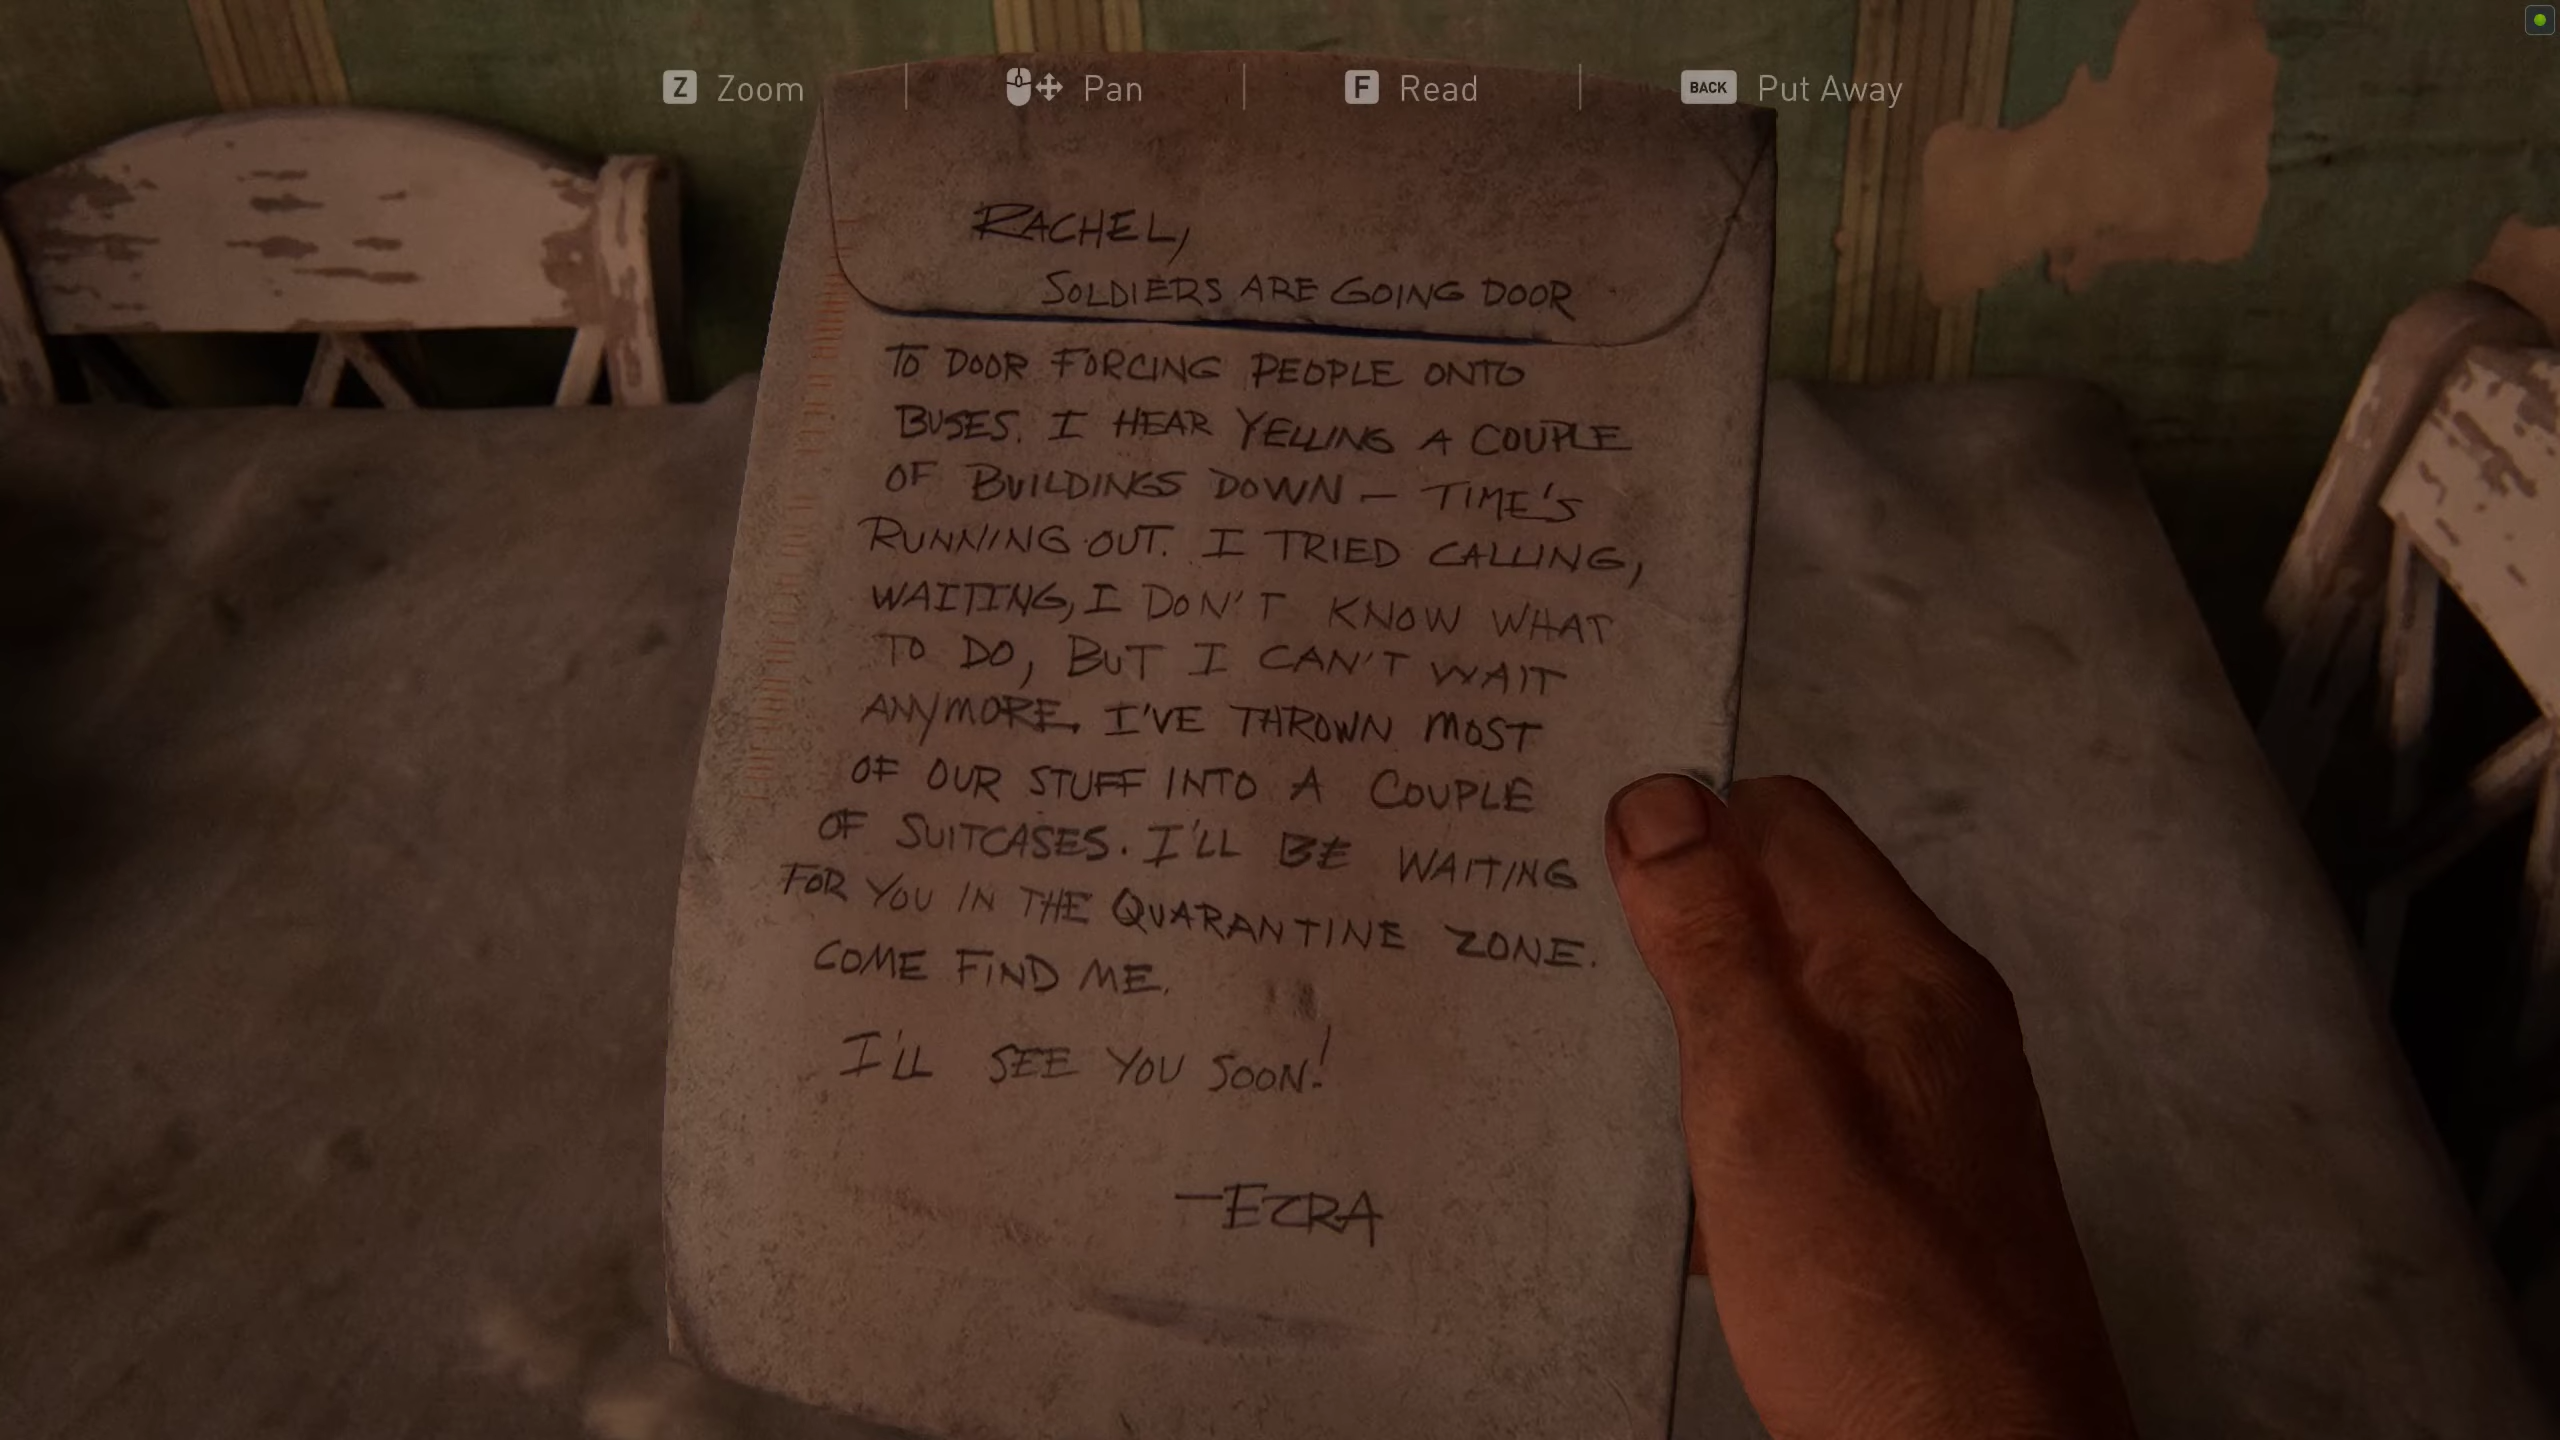 Z Zoom F Read BACK Put Away Pan
RACHEL,
SOLDIERS ARE GOING DOOR
TO DOOR FORCING PEOPLE ONTO
BUSES. I HEAR YELLING A COUPLE
OF BUILDINGS DOWN — TIME'S
RUNNING OUT. I TRIED CALLING,
WAITING, I DON'T KNOW WHAT
TO DO, BUT I CAN'T WAIT
ANYMORE. I'VE THROWN MOST
OF OUR STUFF INTO A COUPLE
OF SUITCASES. I'LL BE WAITING
FOR YOU IN THE QUARANTINE ZONE.
COME FIND ME.
I'LL SEE YOU SOON!
—EZRA